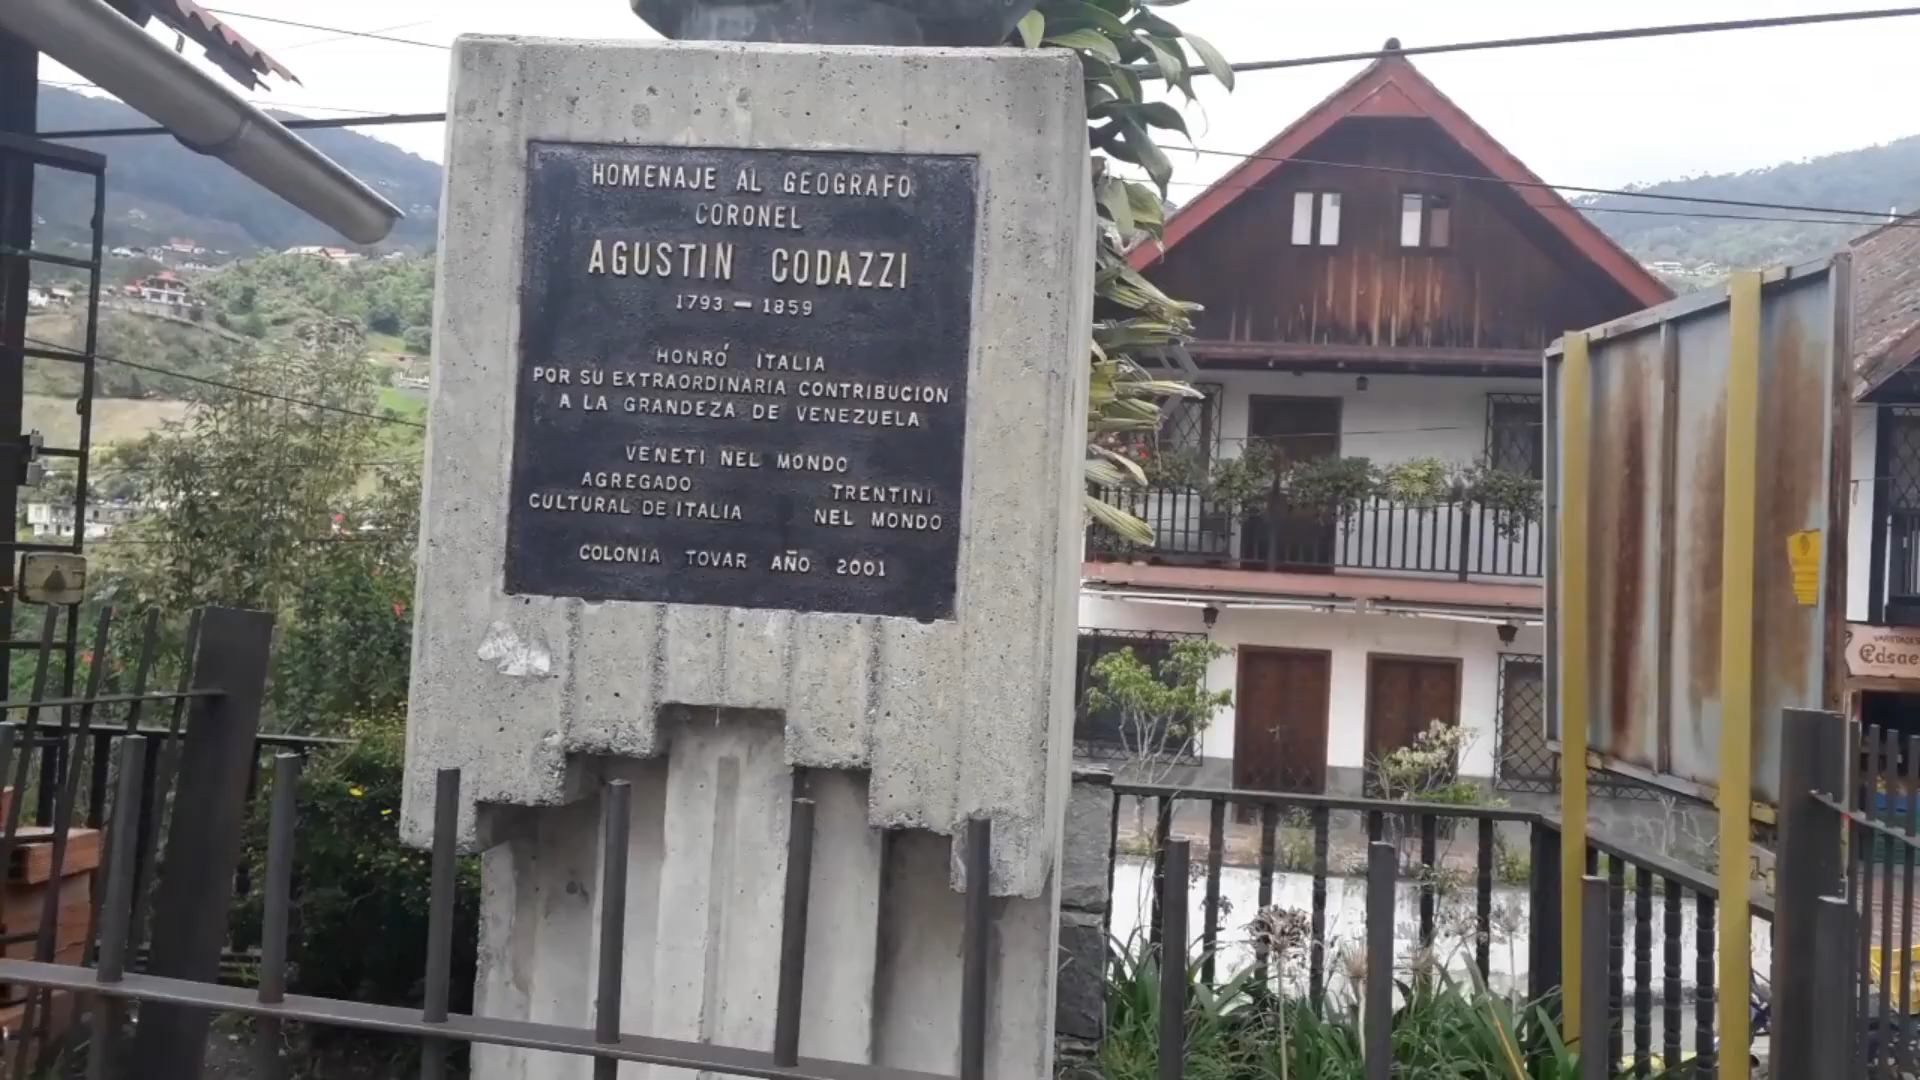 HOMENAJE AL GEOGRAFO
CORONEL
AGUSTIN CODAZZI
1793 — 1859
HONRÓ ITALIA
POR SU EXTRAORDINARIA CONTRIBUCION
A LA GRANDEZA DE VENEZUELA
VENETI NEL MONDO
AGREGADO
CULTURAL DE ITALIA
TRENTINI
NEL MONDO
COLONIA TOVAR AÑO 2001
VARIEDADES